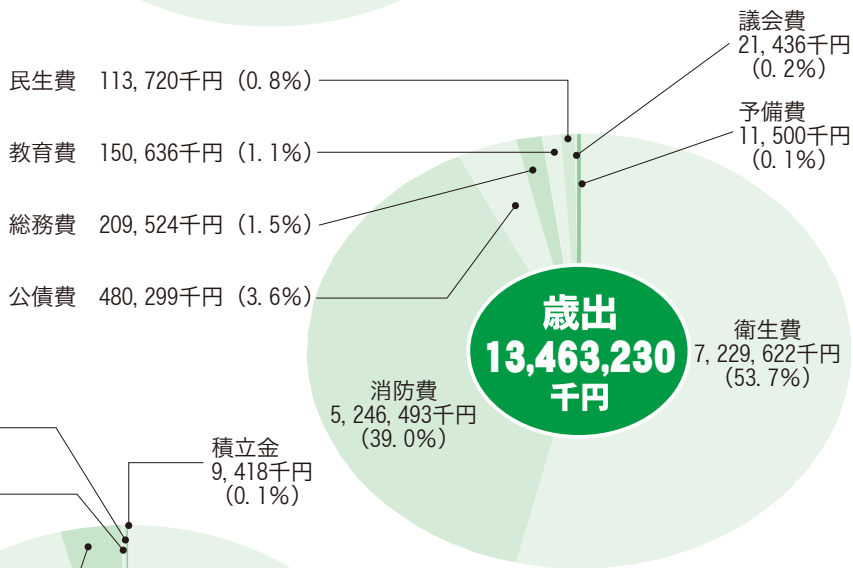 議会費
21,436千円
(0.2%)
民生費 113,720千円 (0.8%)
予備費
11,500千円
(0.1%)
教育費 150,636千円 (1.1%)
総務費 209,524千円 (1.5%)
公債費 480,299千円 (3.6%)
歳出
13,463,230
千円
衛生費
7,229,622千円
(53.7%)
消防費
5,246,493千円
(39.0%)
積立金
9,418千円
(0.1%)